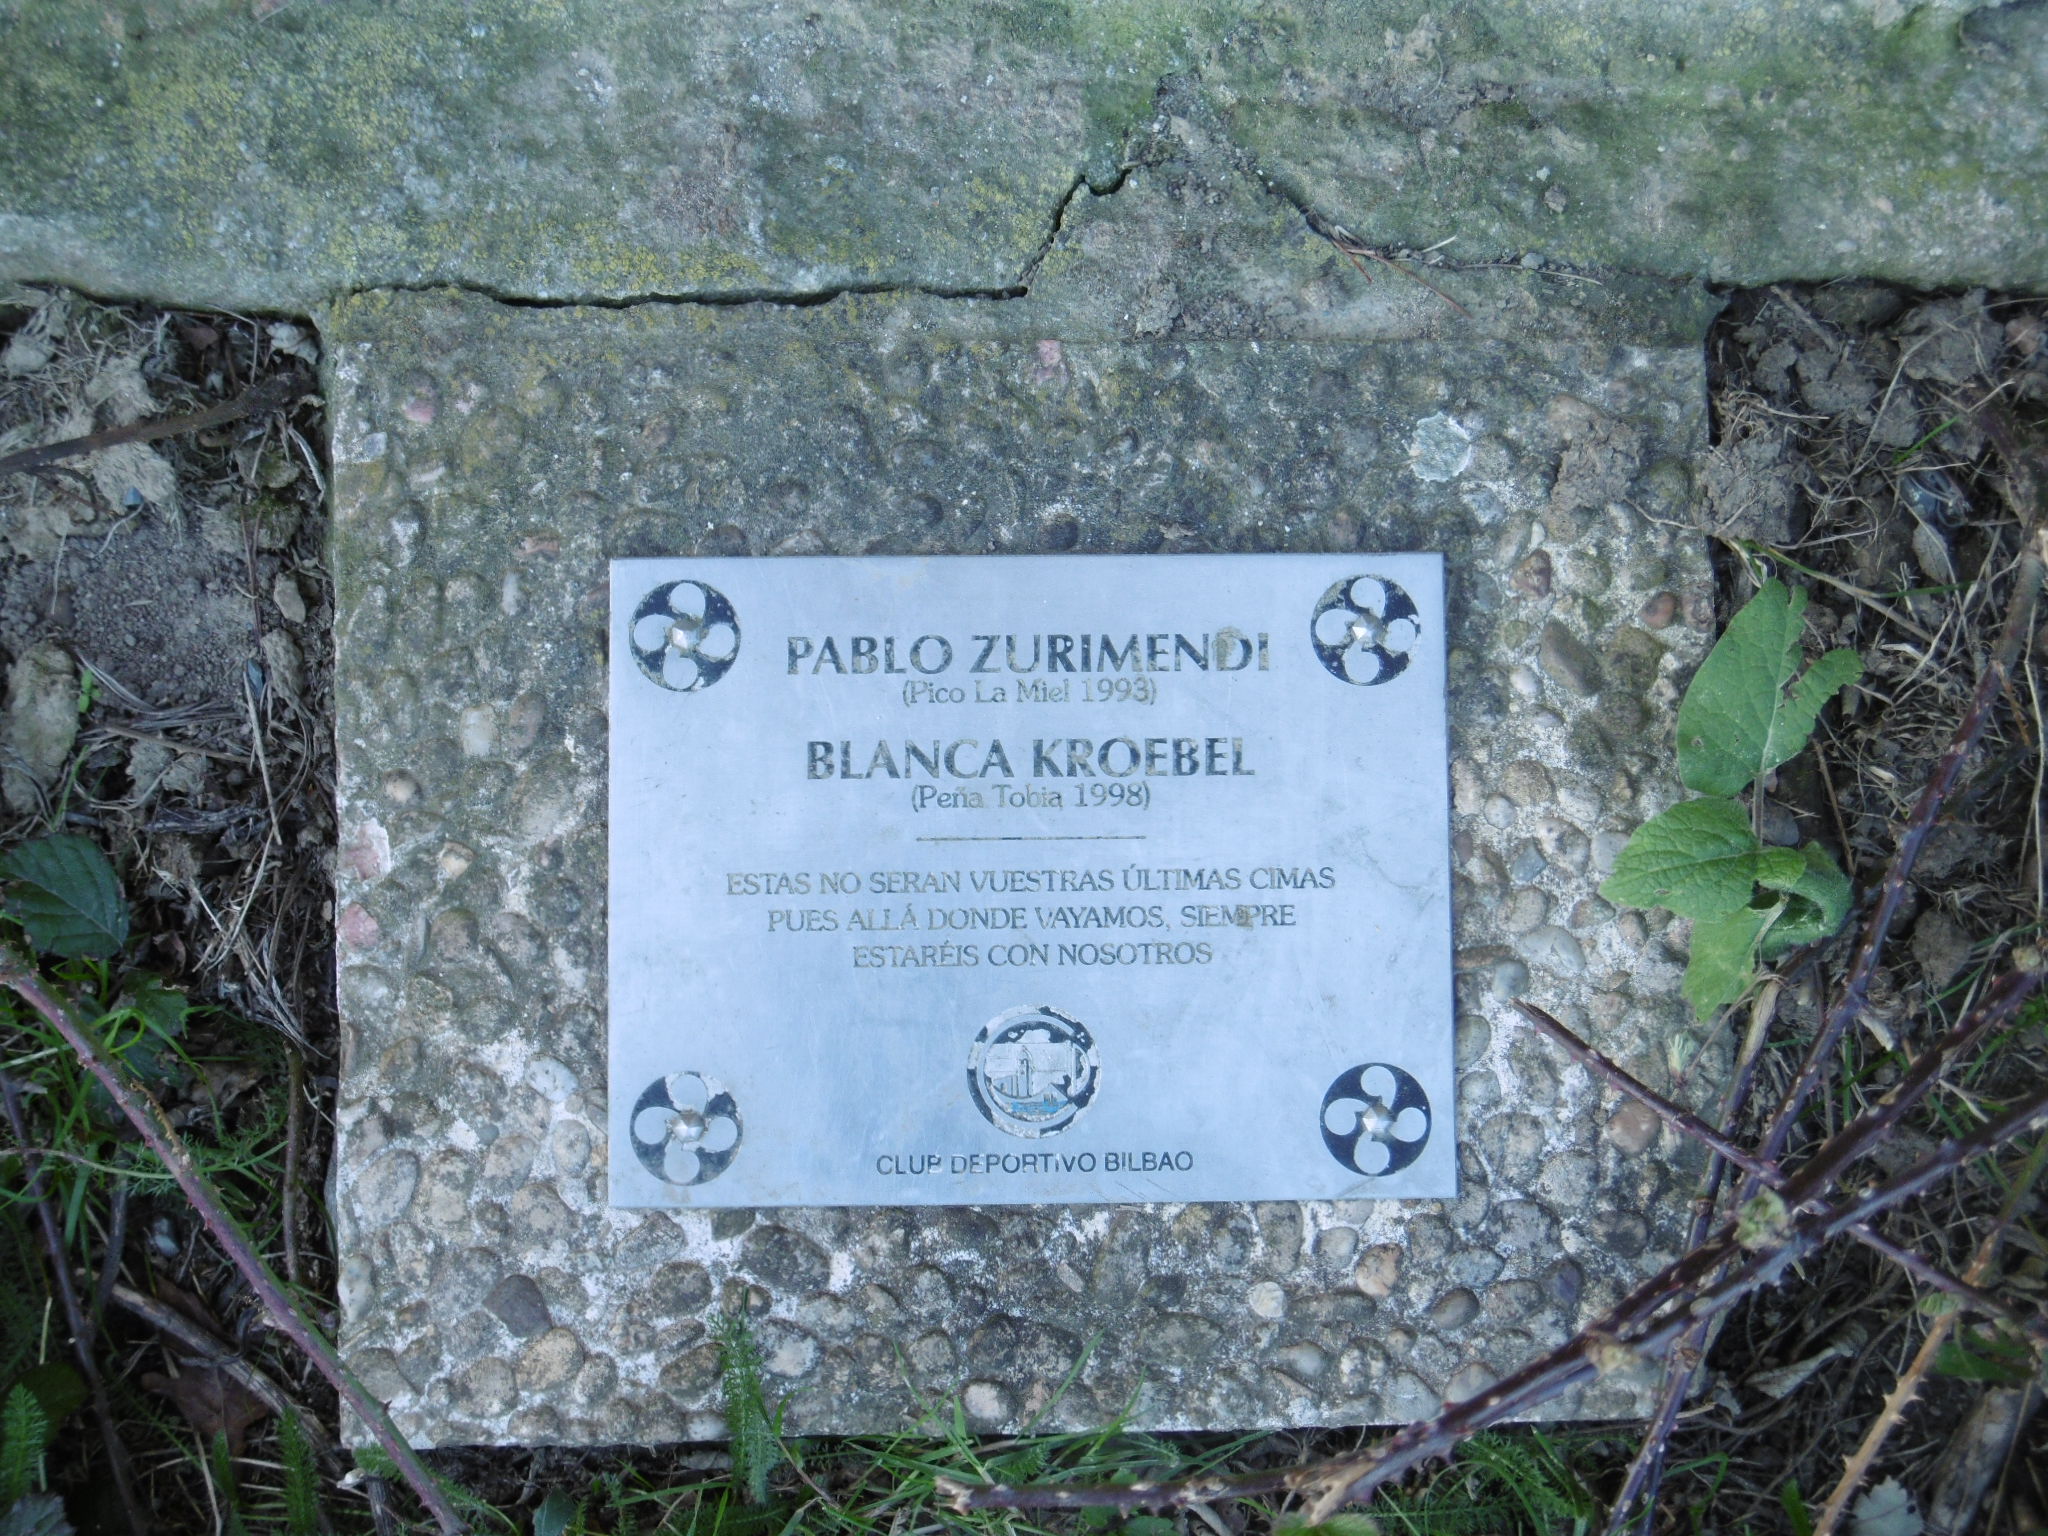 PABLO ZURIMENDI
(Pico La Miel 1993)
BLANCA KROEBEL
(Peña Tobia 1998)
ESTAS NO SERAN VUESTRAS ÚLTIMAS CIMAS
PUES ALLÁ DONDE VAYAMOS, SIEMPRE
ESTARÉIS CON NOSOTROS
CLUB DEPORTIVO BILBAO